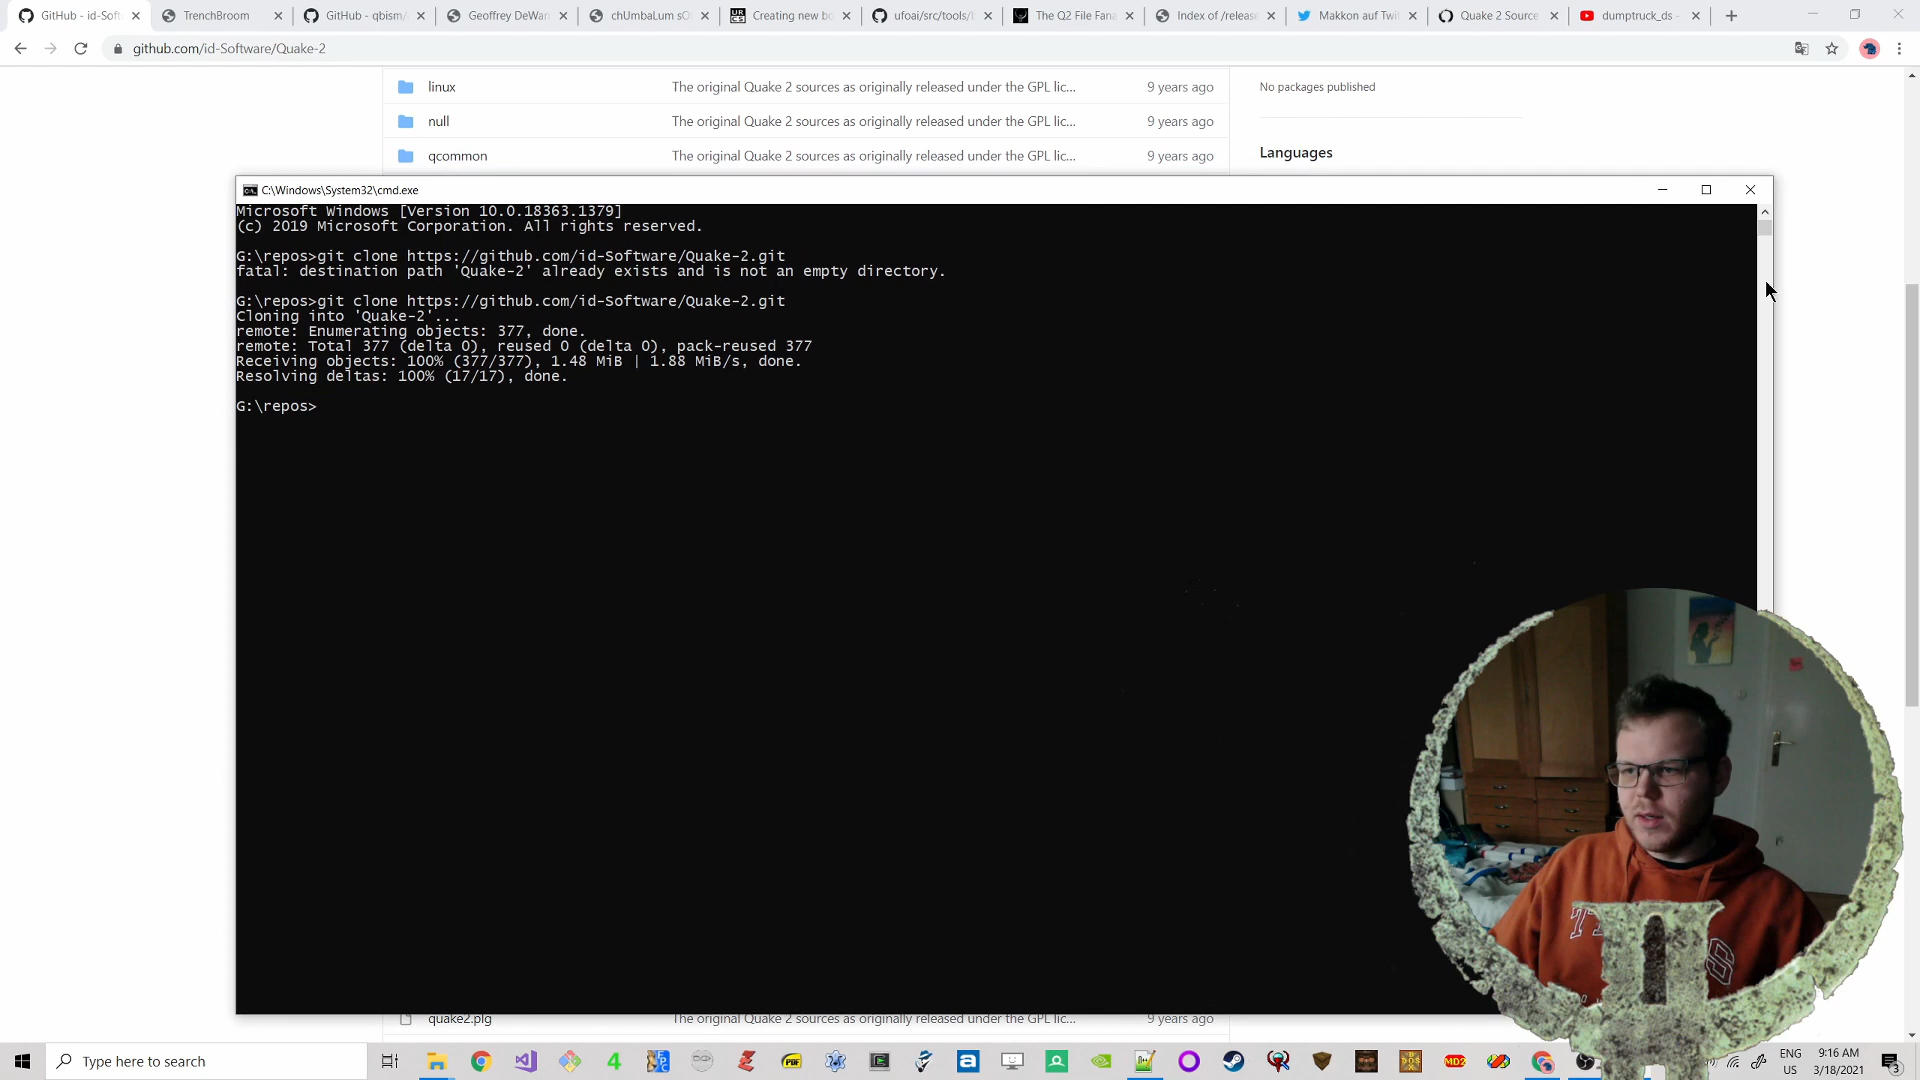 GitHub - id-Soft
TrenchBroom
GitHub - qbism/
Geoffrey DeWan
chUmbaLum sO
Creating new bo
ufoai/src/tools/b
The Q2 File Fana
Index of /release
Makkon auf Twit
Quake 2 Source
dumptruck_ds -
github.com/id-Software/Quake-2
linux The original Quake 2 sources as originally released under the GPL lic... 9 years ago
No packages published
null The original Quake 2 sources as originally released under the GPL lic... 9 years ago
qcommon The original Quake 2 sources as originally released under the GPL lic... 9 years ago
Languages
C:\Windows\System32\cmd.exe
Microsoft Windows [Version 10.0.18363.1379]
(c) 2019 Microsoft Corporation. All rights reserved.
G:\repos>git clone https://github.com/id-Software/Quake-2.git
fatal: destination path 'Quake-2' already exists and is not an empty directory.
G:\repos>git clone https://github.com/id-Software/Quake-2.git
Cloning into 'Quake-2'...
remote: Enumerating objects: 377, done.
remote: Total 377 (delta 0), reused 0 (delta 0), pack-reused 377
Receiving objects: 100% (377/377), 1.48 MiB | 1.88 MiB/s, done.
Resolving deltas: 100% (17/17), done.
G:\repos>
quake2.plg The original Quake 2 sources as originally released under the GPL lic... 9 years ago
Type here to search
ENG
US
9:16 AM
3/18/2021
3